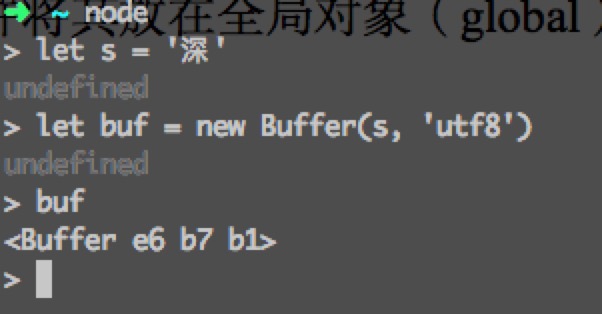 将其放在全局对象（global）
➜ ~ node
> let s = '深'
undefined
> let buf = new Buffer(s, 'utf8')
undefined
> buf
<Buffer e6 b7 b1>
>